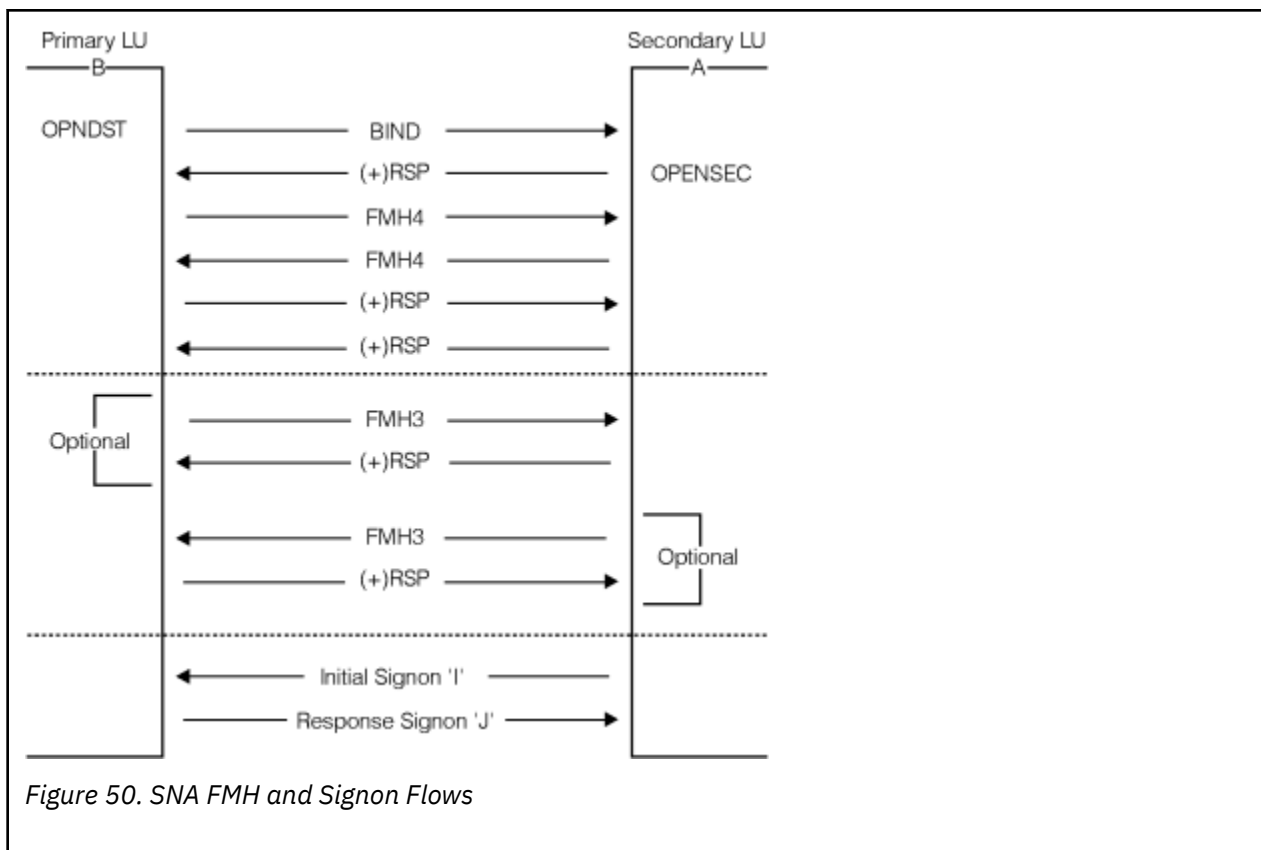 Primary LU Secondary LU
B A
OPNDST BIND
(+)RSP OPENSEC
FMH4
FMH4
(+)RSP
(+)RSP
FMH3
Optional
(+)RSP
FMH3
Optional
(+)RSP
Initial Signon 'I'
Response Signon 'J'
Figure 50. SNA FMH and Signon Flows